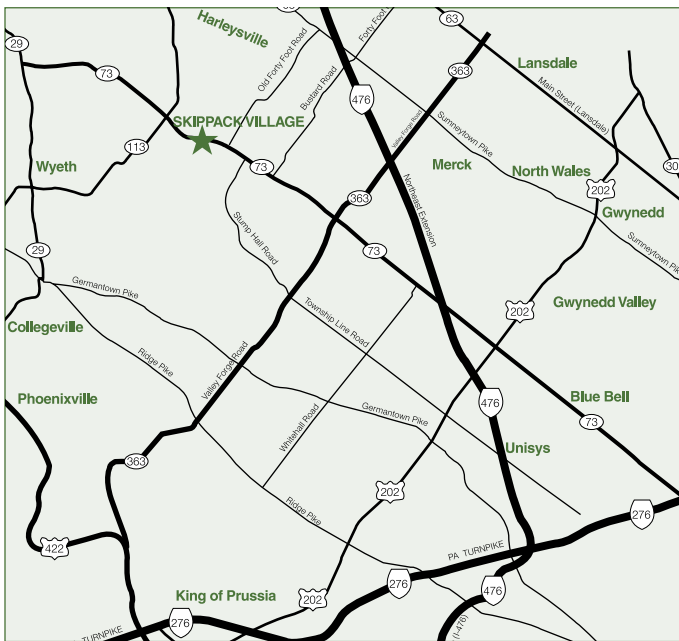 63
Harleysville
63
29
Old Forty Foot Road
Forty Foot
Lansdale
73
363
Bustard Road
476
Main Street (Lansdale)
SKIPPACK VILLAGE
Valley Forge Road
Sumneytown Pike
113
73
Merck
North Wales
Wyeth
202
363
Northeast Extension
Gwynedd
Stump Hall Road
29
73
Sumneytown Pike
Germantown Pike
Township Line Road
202
Gwynedd Valley
Collegeville
Ridge Pike
Valley Forge Road
Phoenixville
Whitehall Road
Germantown Pike
476
Blue Bell
73
Unisys
363
202
Ridge Pike
276
422
PA TURNPIKE
276
476
King of Prussia
202
276
(I-476)
PA TURNPIKE